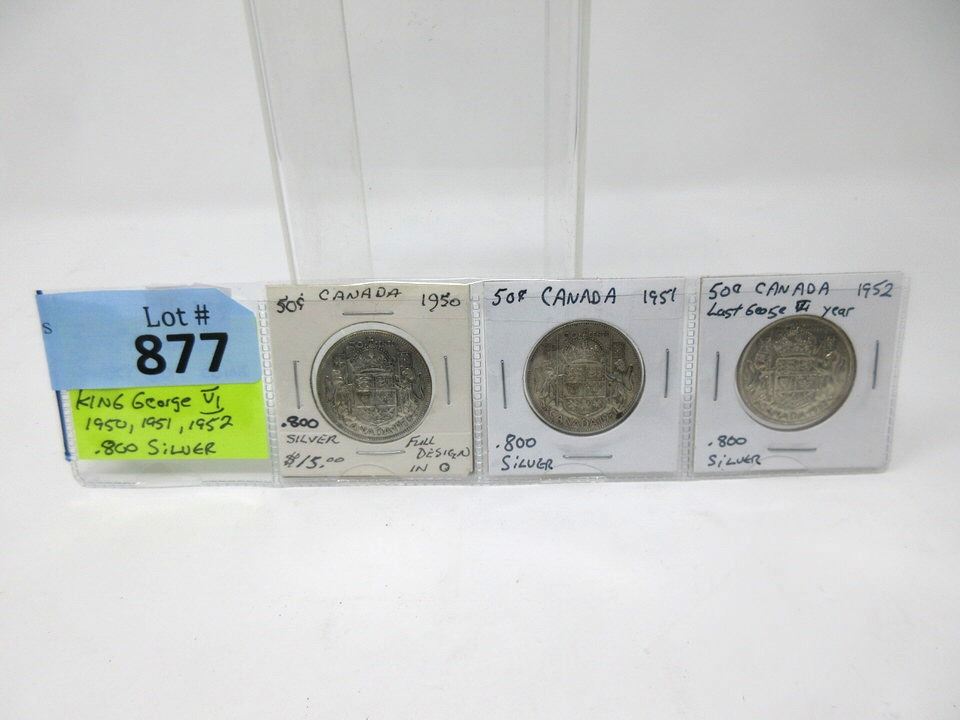 S
Lot #
877
KING George VI
1950, 1951, 1952
.800 SILVER
50¢ CANADA 1950
.800
SILVER
$15.00
FULL
DESIGN
IN O
50¢ CANADA 1951
.800
SILVER
50¢ CANADA 1952
Last George VI year
.800
SILVER